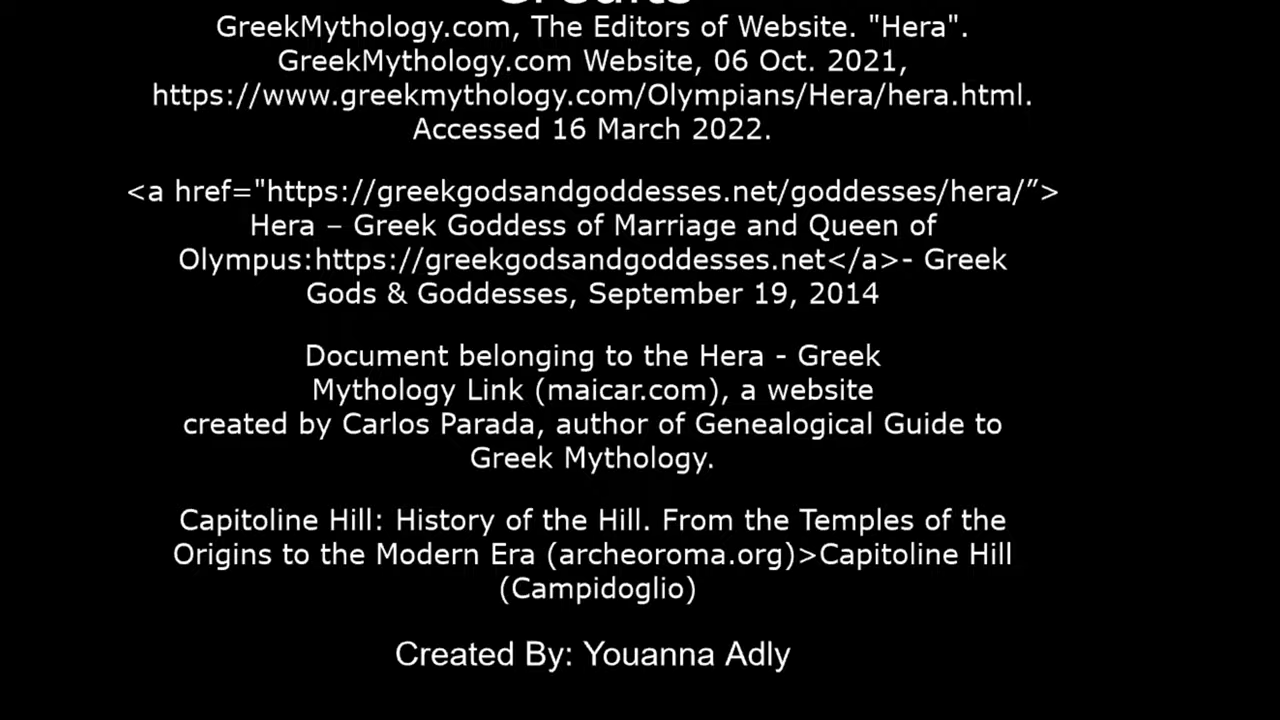 Credits
GreekMythology.com, The Editors of Website. "Hera".
GreekMythology.com Website, 06 Oct. 2021,
https://www.greekmythology.com/Olympians/Hera/hera.html.
Accessed 16 March 2022.
<a href="https://greekgodsandgoddesses.net/goddesses/hera/”>
Hera – Greek Goddess of Marriage and Queen of
Olympus:https://greekgodsandgoddesses.net</a>- Greek
Gods & Goddesses, September 19, 2014
Document belonging to the Hera - Greek
Mythology Link (maicar.com), a website
created by Carlos Parada, author of Genealogical Guide to
Greek Mythology.
Capitoline Hill: History of the Hill. From the Temples of the
Origins to the Modern Era (archeoroma.org)>Capitoline Hill
(Campidoglio)
Created By: Youanna Adly